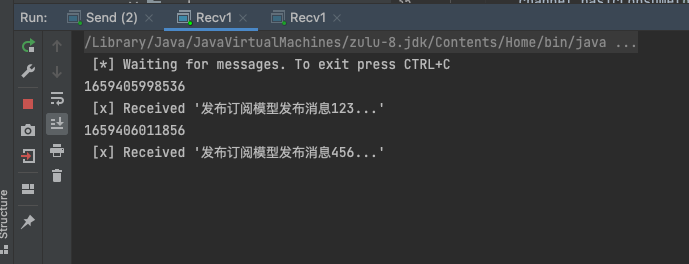 Run: Send (2) Recv1 Recv1
/Library/Java/JavaVirtualMachines/zulu-8.jdk/Contents/Home/bin/java ...
[*] Waiting for messages. To exit press CTRL+C
1659405998536
[x] Received '发布订阅模型发布消息123...'
1659406011856
[x] Received '发布订阅模型发布消息456...'
Structure